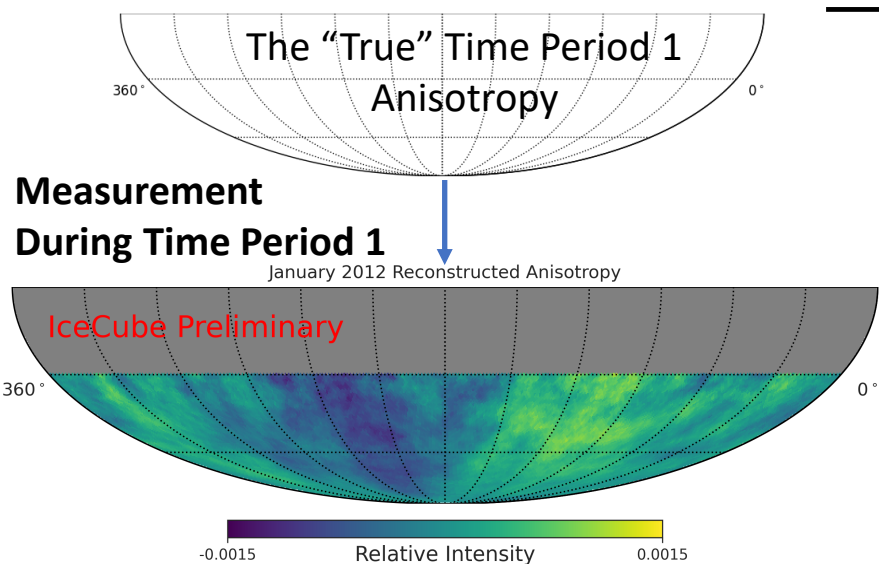 The “True” Time Period 1
Anisotropy
360°
0°
Measurement
During Time Period 1
January 2012 Reconstructed Anisotropy
IceCube Preliminary
360°
0°
-0.0015
Relative Intensity
0.0015